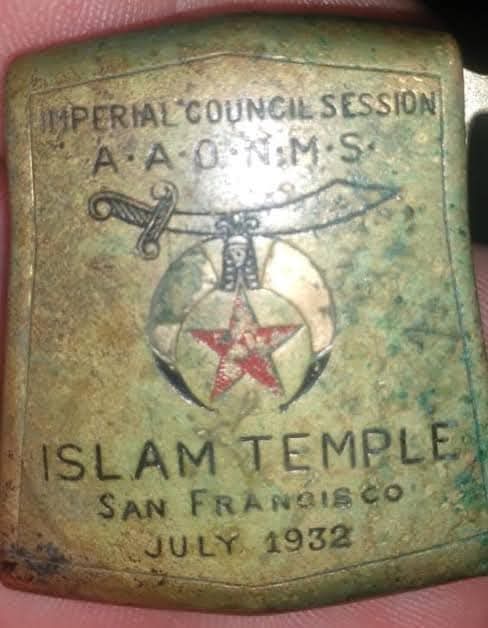 IMPERIAL COUNCIL SESSION
A·A·O·N·M·S·
ISLAM TEMPLE
SAN FRANCISCO
JULY 1932